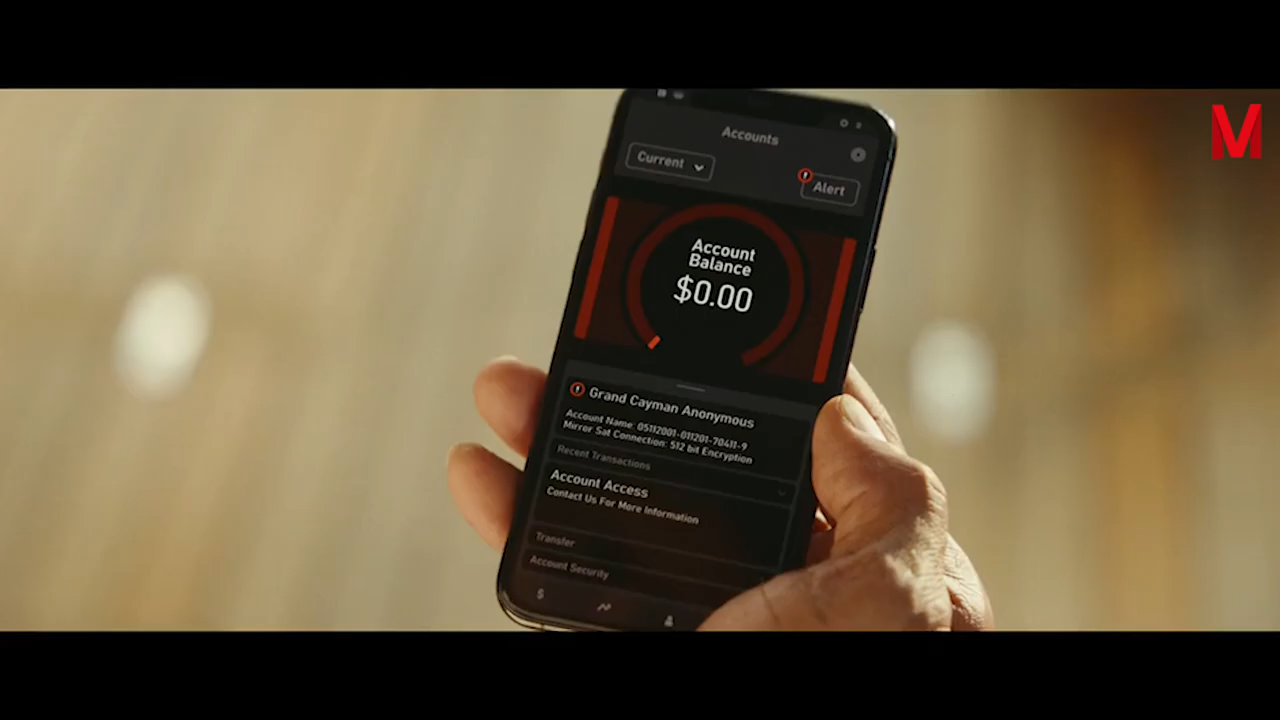 M
Accounts
Current
Alert
Account
Balance
$0.00
Grand Cayman Anonymous
Account Name: 05112001-011201-70411-9
Mirror Sat Connection: 512 bit Encryption
Recent Transactions
Account Access
Contact Us For More Information
Transfer
Account Security
$